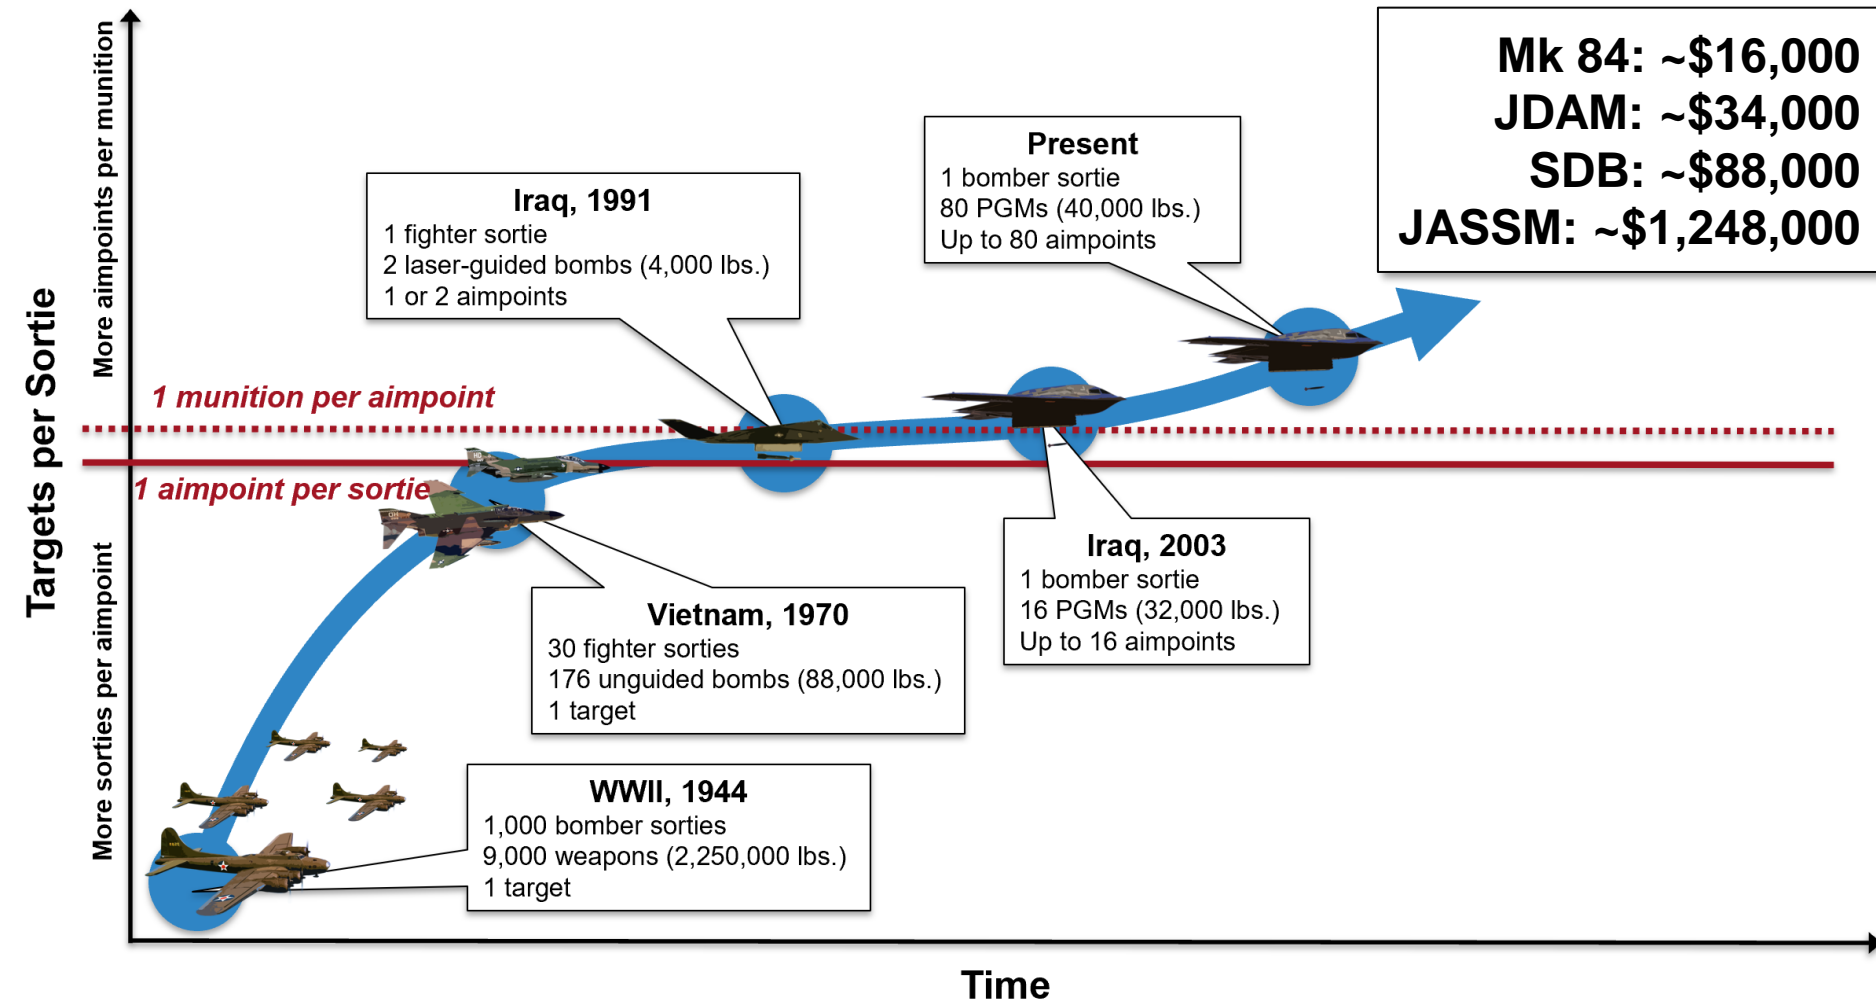 More aimpoints per munition
Targets per Sortie
More sorties per aimpoint
Mk 84: ~$16,000
JDAM: ~$34,000
SDB: ~$88,000
JASSM: ~$1,248,000
Present
1 bomber sortie
80 PGMs (40,000 lbs.)
Up to 80 aimpoints
Iraq, 1991
1 fighter sortie
2 laser-guided bombs (4,000 lbs.)
1 or 2 aimpoints
1 munition per aimpoint
1 aimpoint per sortie
Iraq, 2003
1 bomber sortie
16 PGMs (32,000 lbs.)
Up to 16 aimpoints
Vietnam, 1970
30 fighter sorties
176 unguided bombs (88,000 lbs.)
1 target
WWII, 1944
1,000 bomber sorties
9,000 weapons (2,250,000 lbs.)
1 target
Time